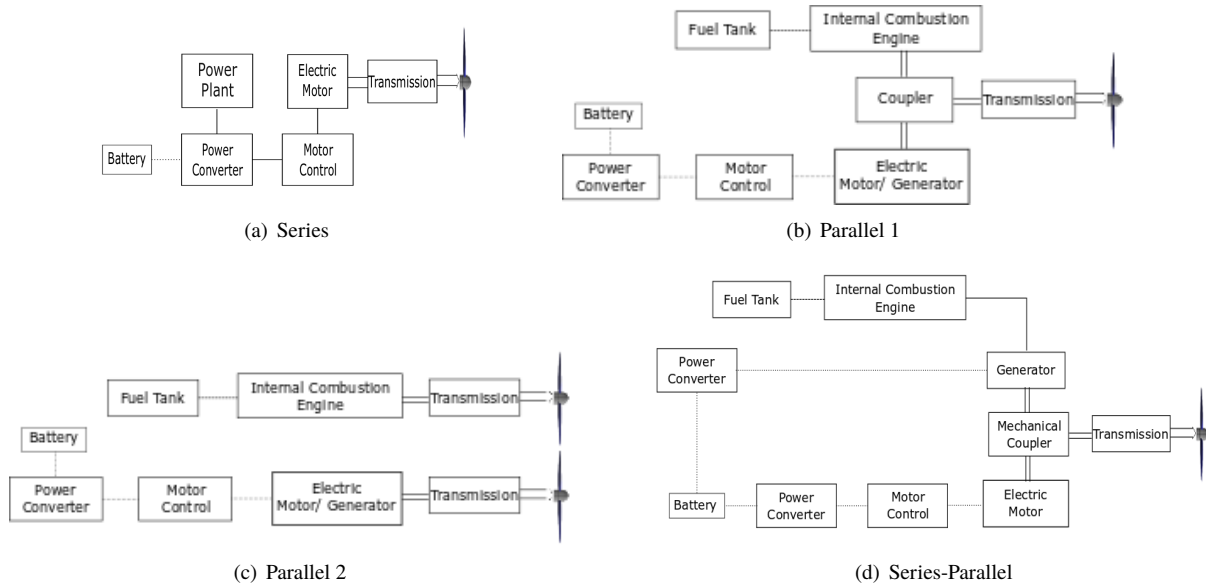 Power
Plant
Electric
Motor
Transmission
Battery
Power
Converter
Motor
Control
(a) Series
Fuel Tank
Internal Combustion
Engine
Coupler
Transmission
Battery
Power
Converter
Motor
Control
Electric
Motor/ Generator
(b) Parallel 1
Fuel Tank
Internal Combustion
Engine
Transmission
Battery
Power
Converter
Motor
Control
Electric
Motor/ Generator
Transmission
(c) Parallel 2
Fuel Tank
Internal Combustion
Engine
Power
Converter
Generator
Mechanical
Coupler
Transmission
Battery
Power
Converter
Motor
Control
Electric
Motor
(d) Series-Parallel